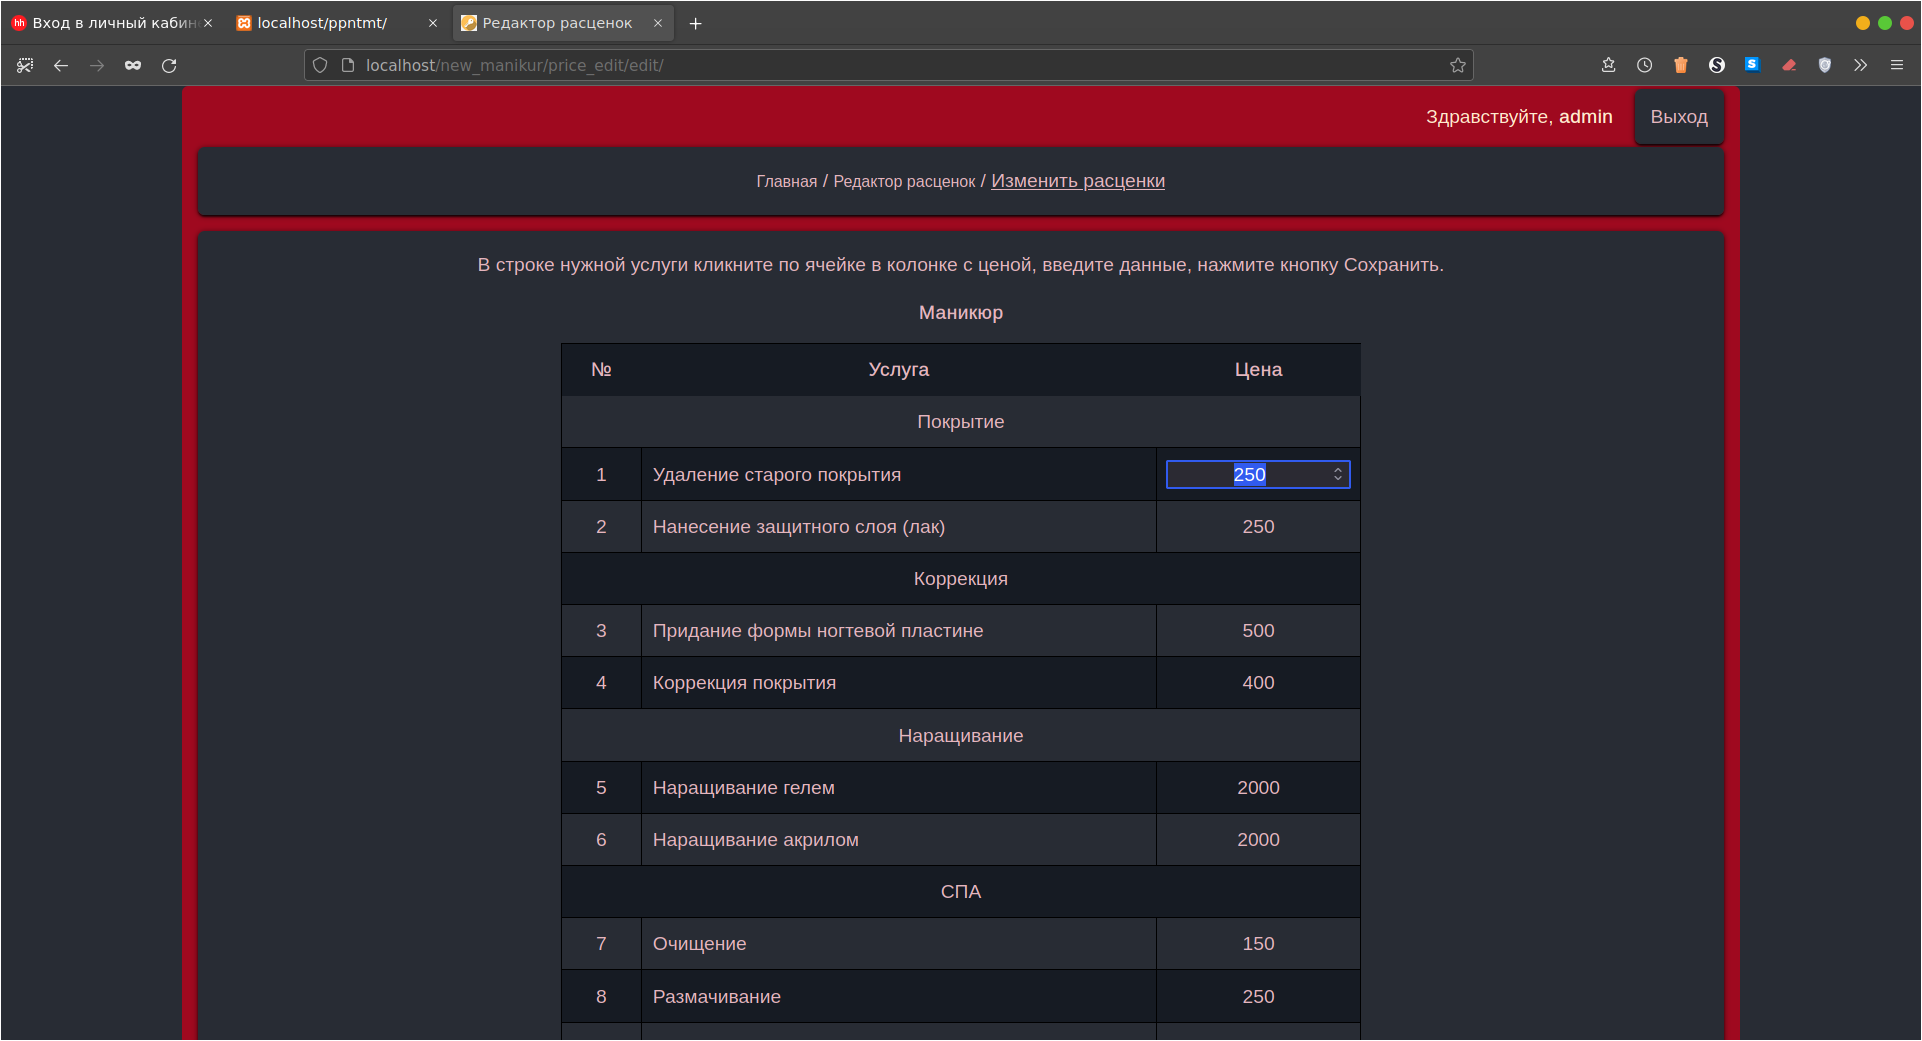 Вход в личный кабин
localhost/ppntmt/
Редактор расценок
localhost/new_manikur/price_edit/edit/
Здравствуйте, admin
Выход
Главная / Редактор расценок / Изменить расценки
В строке нужной услуги кликните по ячейке в колонке с ценой, введите данные, нажмите кнопку Сохранить.
Маникюр
№ Услуга Цена
Покрытие
1 Удаление старого покрытия 250
2 Нанесение защитного слоя (лак) 250
Коррекция
3 Придание формы ногтевой пластине 500
4 Коррекция покрытия 400
Наращивание
5 Наращивание гелем 2000
6 Наращивание акрилом 2000
СПА
7 Очищение 150
8 Размачивание 250